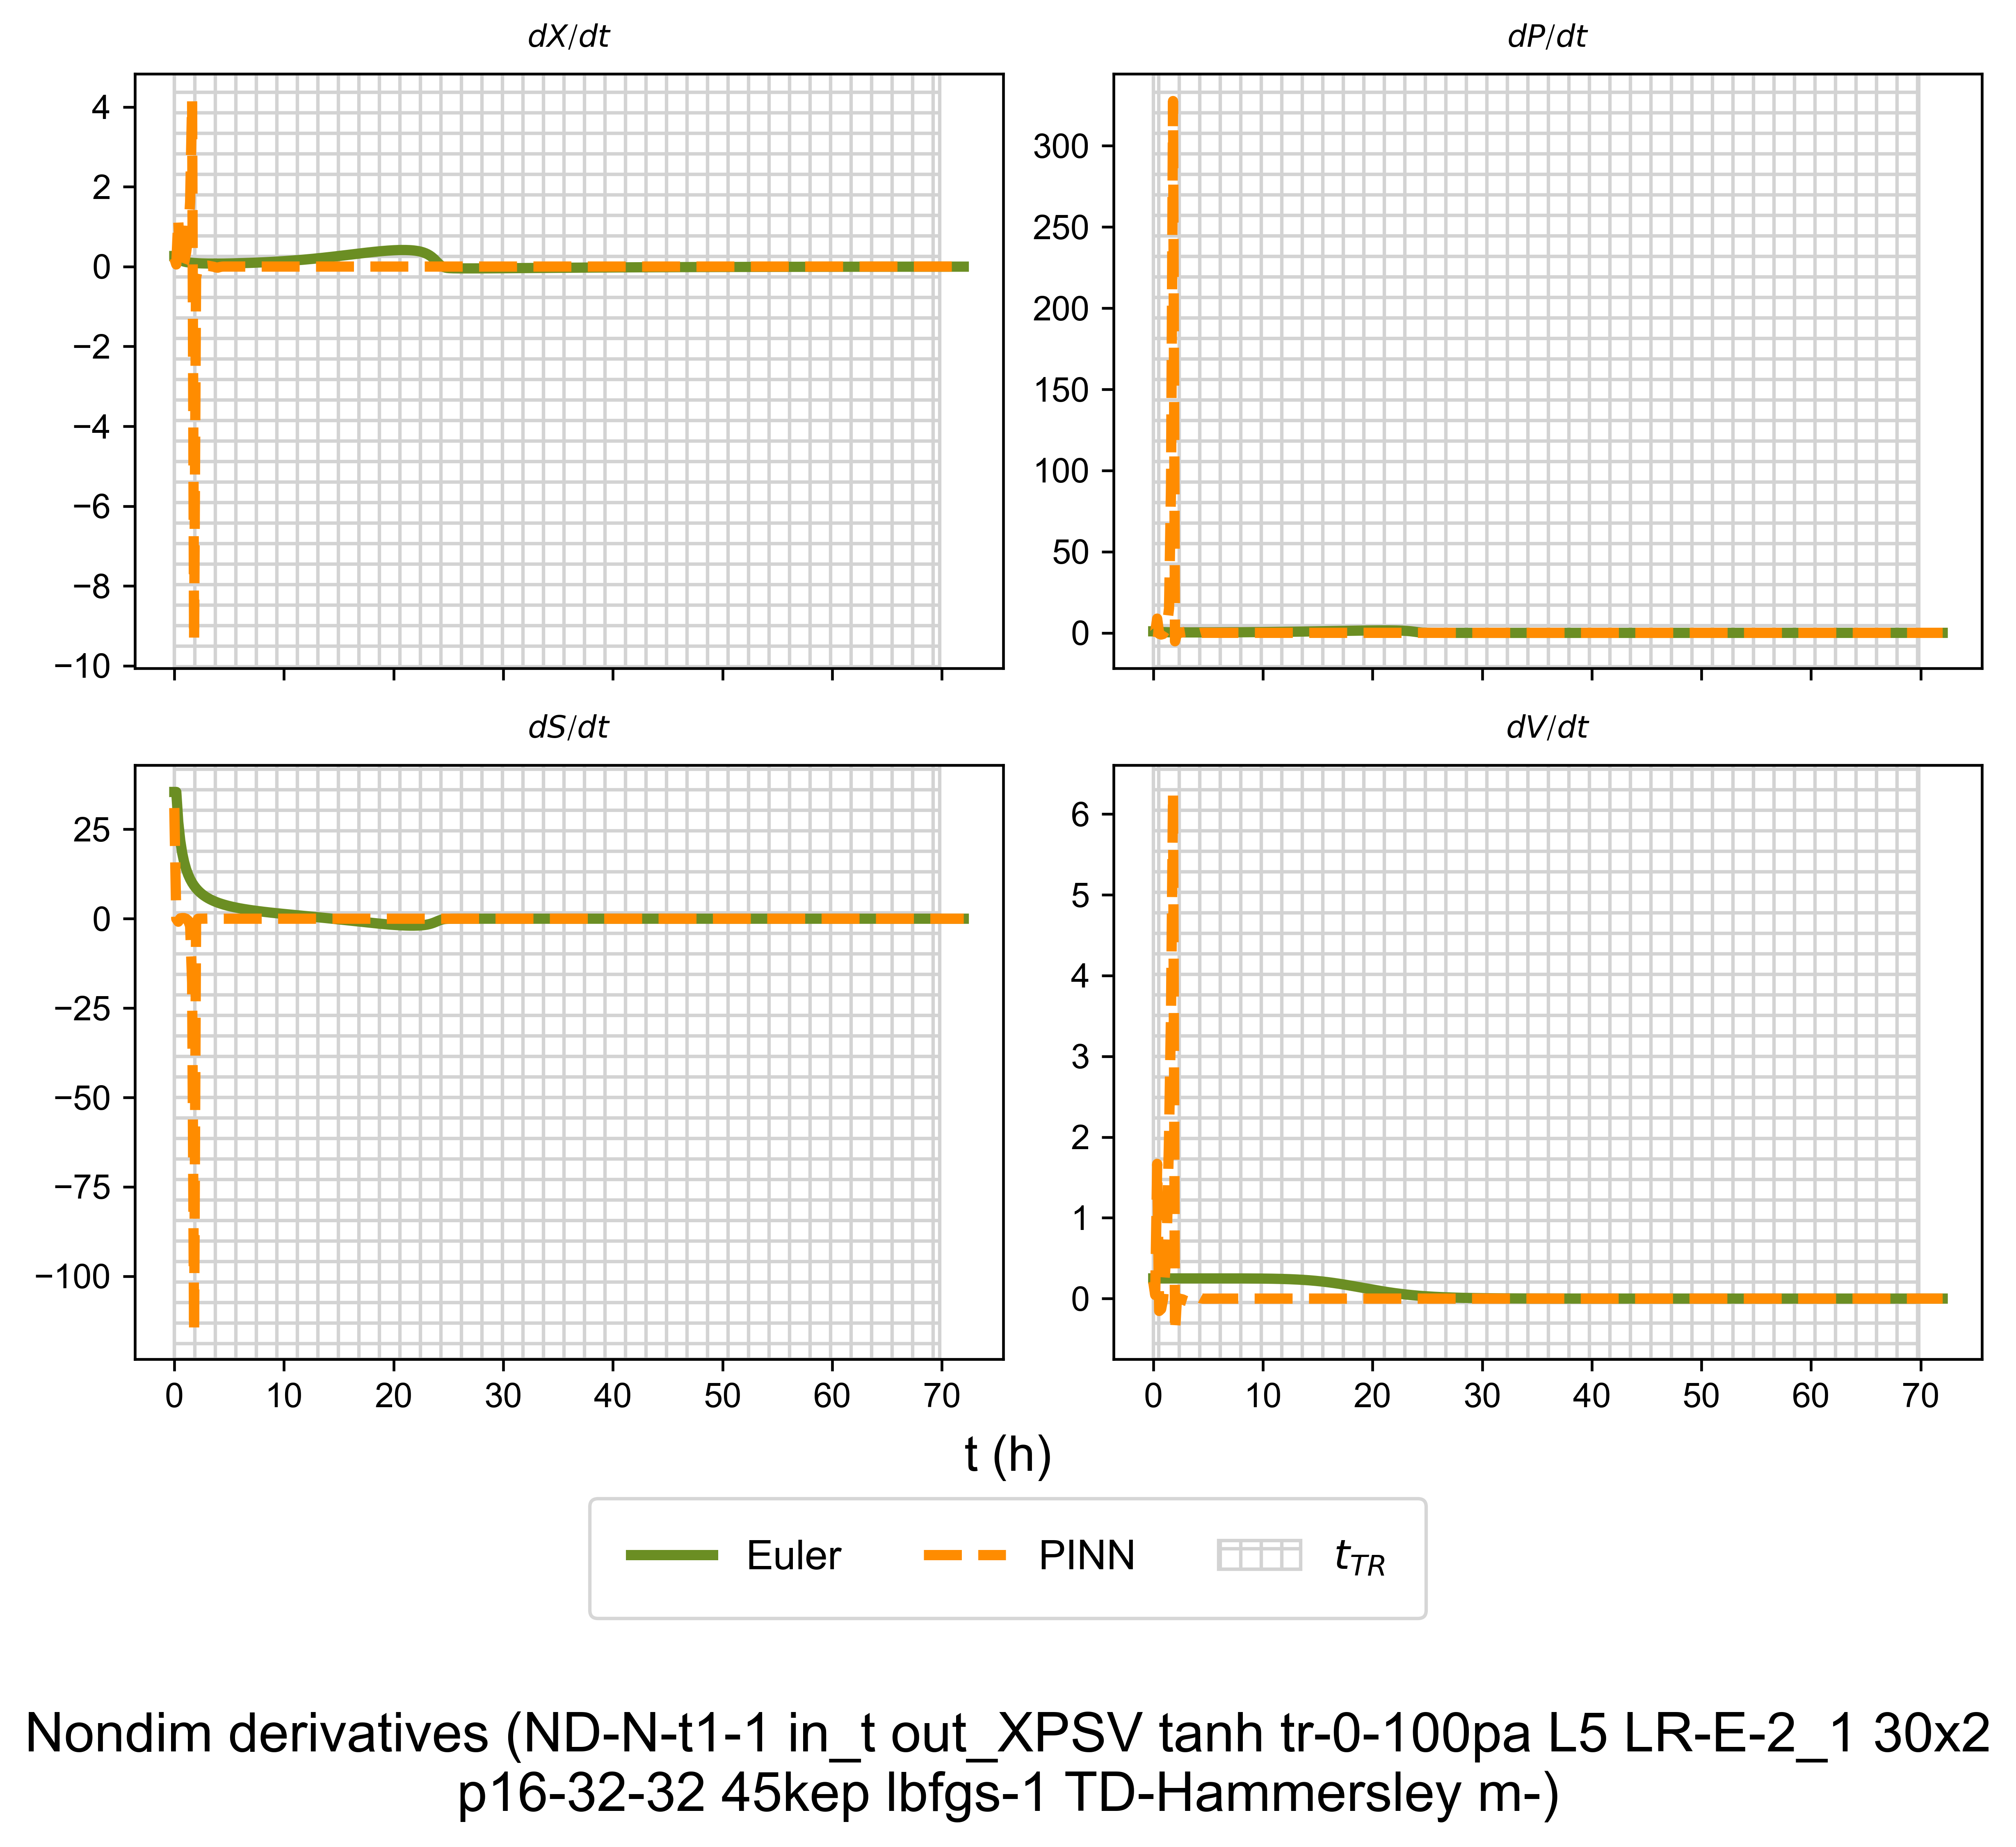 dX/dt
dP/dt
4
2
0
−2
−4
−6
−8
−10
300
250
200
150
100
50
0
dS/dt
dV/dt
25
0
−25
−50
−75
−100
0 10 20 30 40 50 60 70
6
5
4
3
2
1
0
0 10 20 30 40 50 60 70
t (h)
Euler PINN t_{TR}
Nondim derivatives (ND-N-t1-1 in_t out_XPSV tanh tr-0-100pa L5 LR-E-2_1 30x2
p16-32-32 45kep lbfgs-1 TD-Hammersley m-)